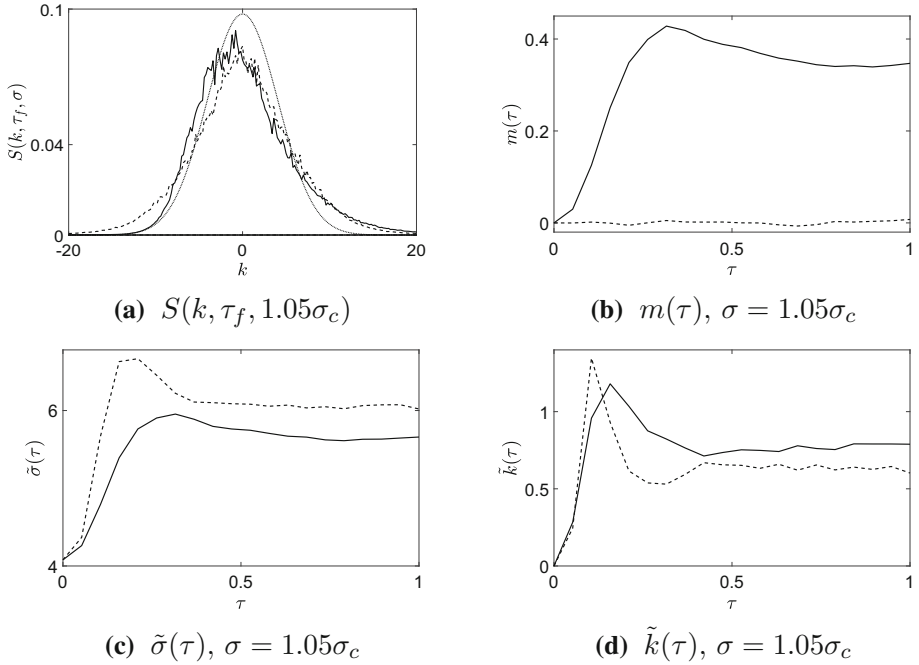 0.1
0.04
0
-20
0
20
S(k, τ_f, σ)
k
(a) S(k, τ_f, 1.05σ_c)
0.4
0.2
0
0
0.5
1
m(τ)
τ
(b) m(τ), σ = 1.05σ_c
6
4
0
0.5
1
σ̃(τ)
τ
(c) σ̃(τ), σ = 1.05σ_c
1
0.5
0
0
0.5
1
k̃(τ)
τ
(d) k̃(τ), σ = 1.05σ_c